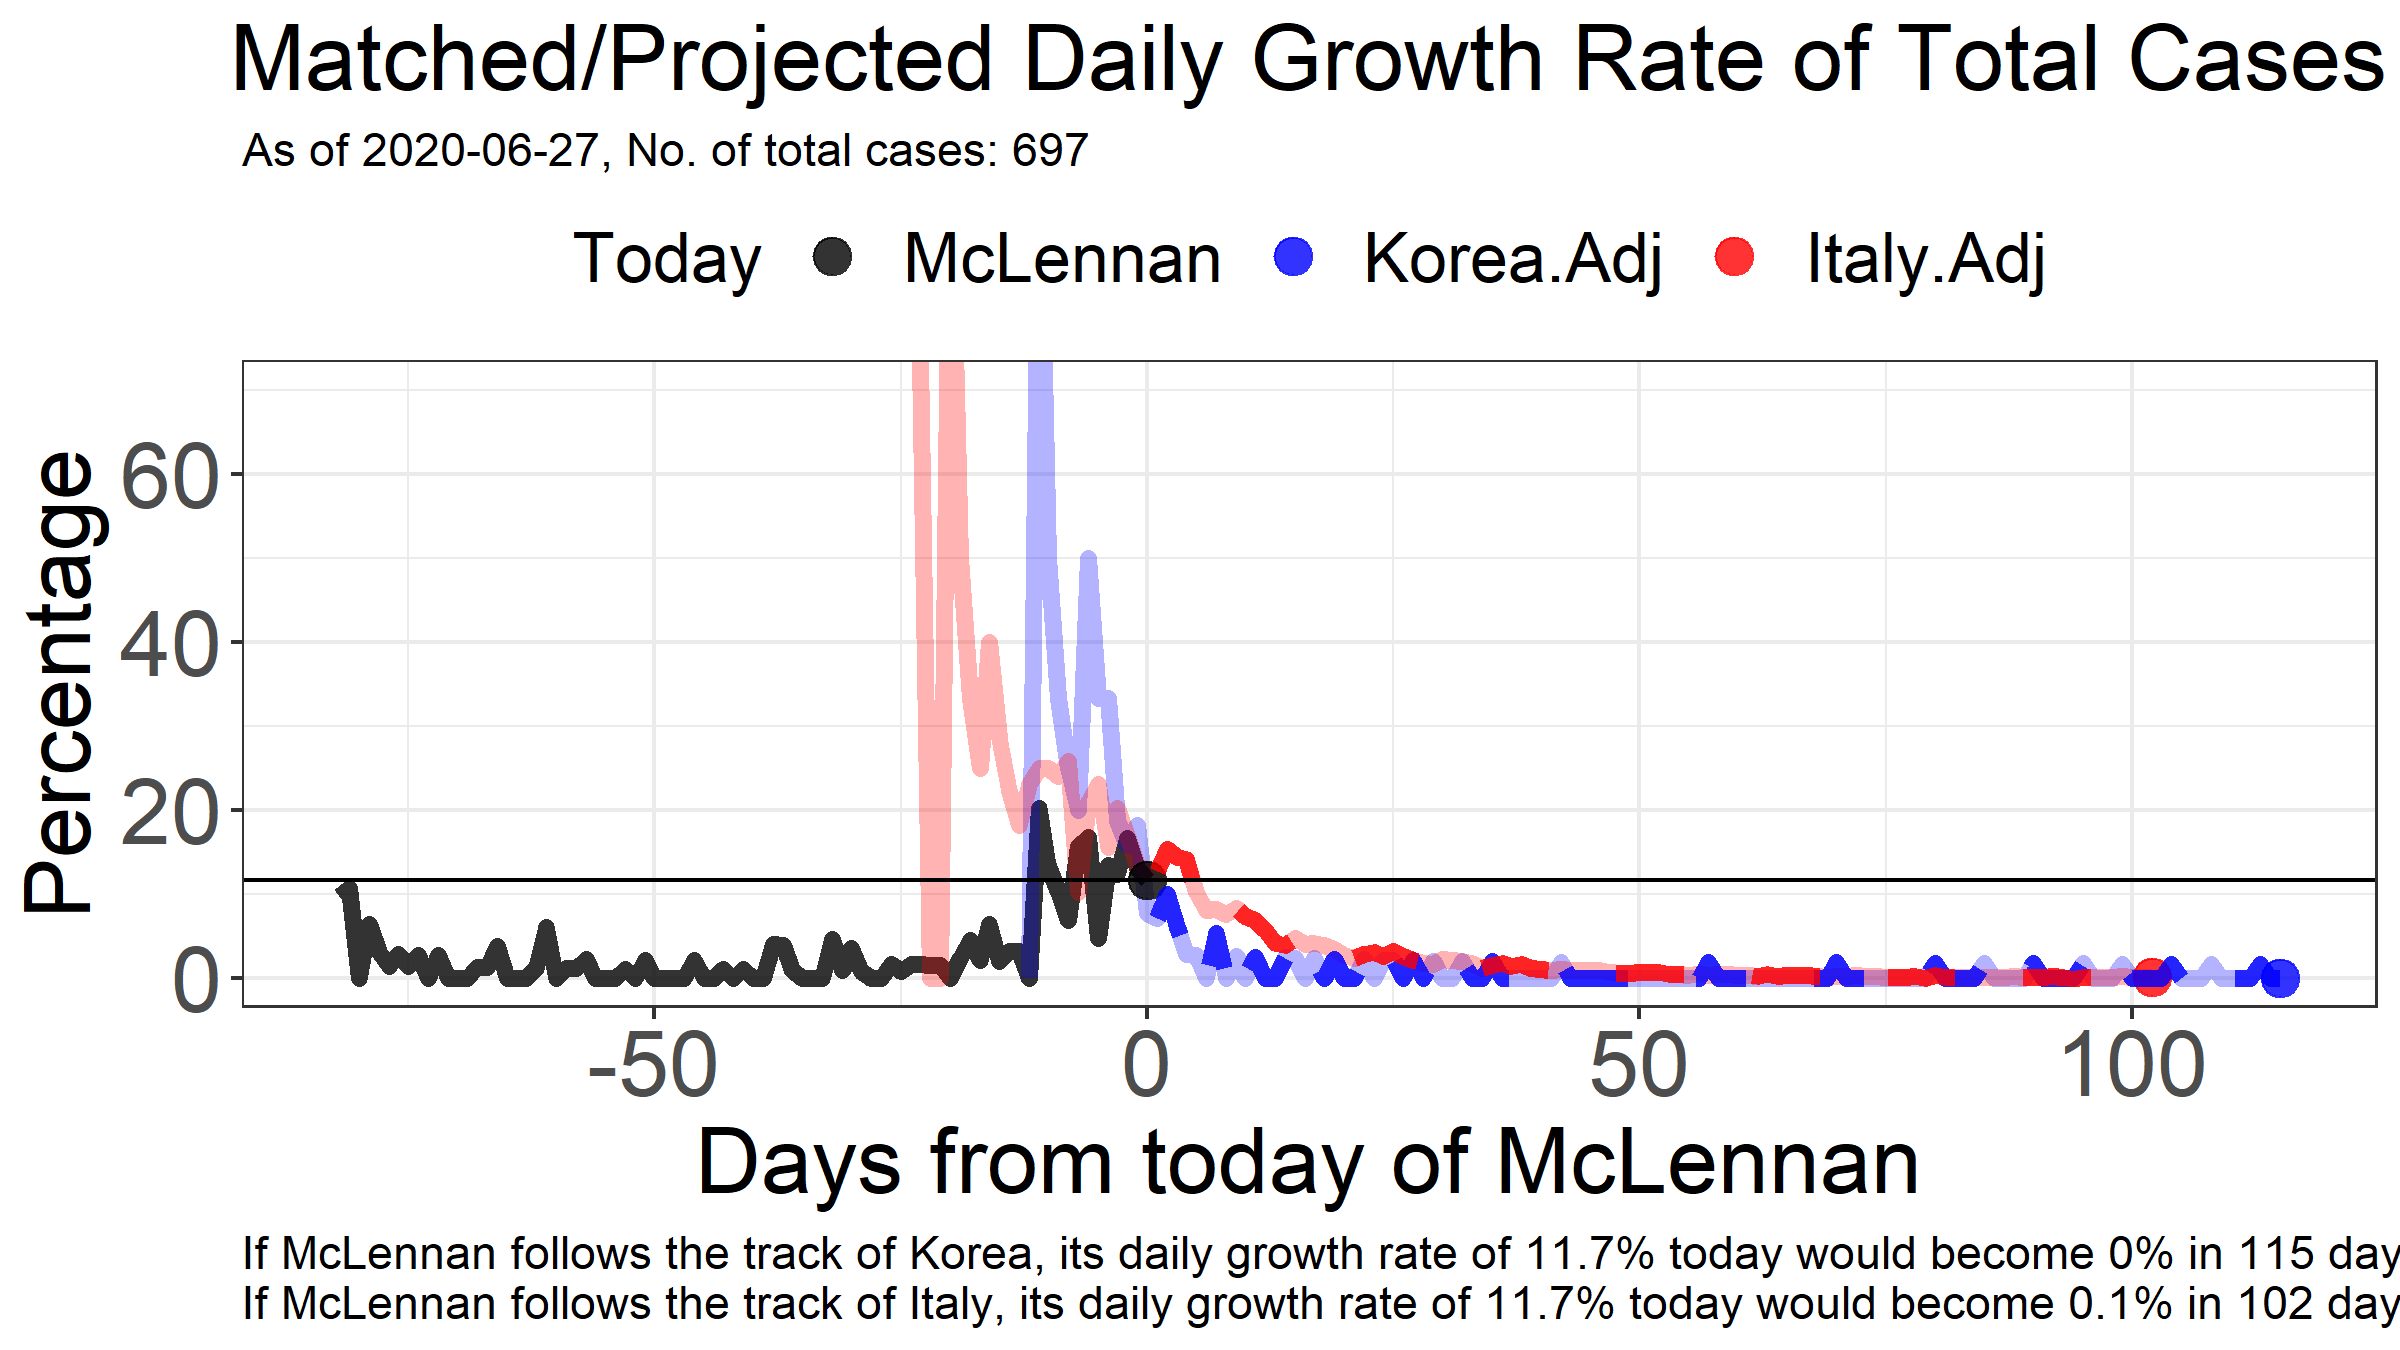 Matched/Projected Daily Growth Rate of Total Cases
As of 2020-06-27, No. of total cases: 697
Today McLennan Korea.Adj Italy.Adj
Percentage
60
40
20
0
-50 0 50 100
Days from today of McLennan
If McLennan follows the track of Korea, its daily growth rate of 11.7% today would become 0% in 115 day
If McLennan follows the track of Italy, its daily growth rate of 11.7% today would become 0.1% in 102 day